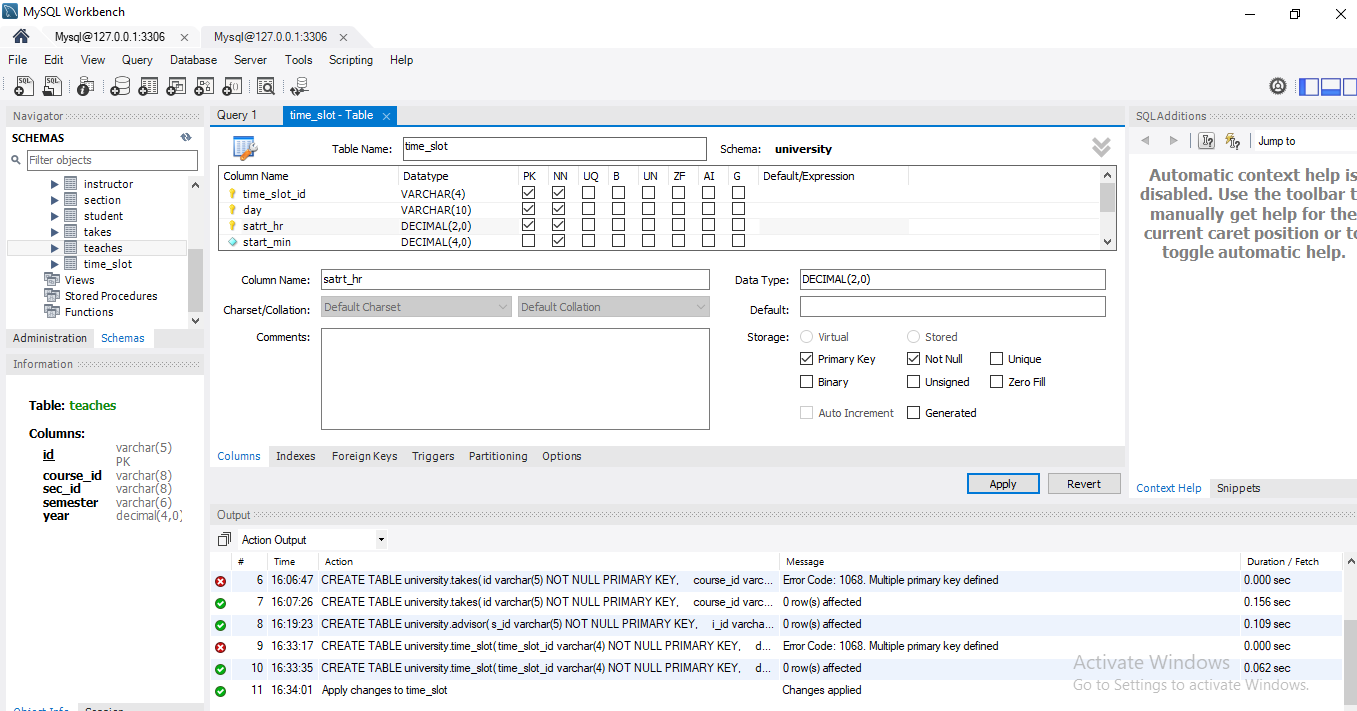 MySQL Workbench
Mysql@127.0.0.1:3306 Mysql@127.0.0.1:3306
File Edit View Query Database Server Tools Scripting Help
Navigator
SCHEMAS
Filter objects
instructor
section
student
takes
teaches
time_slot
Views
Stored Procedures
Functions
Administration Schemas
Information
Table: teaches
Columns:
id varchar(5)
PK
course_id varchar(8)
sec_id varchar(8)
semester varchar(6)
year decimal(4,0)
Query 1 time_slot - Table
Table Name: time_slot Schema: university
Column Name Datatype PK NN UQ B UN ZF AI G Default/Expression
time_slot_id VARCHAR(4)
day VARCHAR(10)
satrt_hr DECIMAL(2,0)
start_min DECIMAL(4,0)
Column Name: satrt_hr Data Type: DECIMAL(2,0)
Charset/Collation: Default Charset Default Collation Default:
Comments: Storage: Virtual Stored
Primary Key Not Null Unique
Binary Unsigned Zero Fill
Auto Increment Generated
Columns Indexes Foreign Keys Triggers Partitioning Options
Apply Revert
SQLAdditions
Jump to
Automatic context help is
disabled. Use the toolbar t
manually get help for the
current caret position or to
toggle automatic help.
Context Help Snippets
Output
Action Output
# Time Action Message Duration / Fetch
6 16:06:47 CREATE TABLE university.takes( id varchar(5) NOT NULL PRIMARY KEY, course_id varc... Error Code: 1068. Multiple primary key defined 0.000 sec
7 16:07:26 CREATE TABLE university.takes( id varchar(5) NOT NULL PRIMARY KEY, course_id varc... 0 row(s) affected 0.156 sec
8 16:19:23 CREATE TABLE university.advisor( s_id varchar(5) NOT NULL PRIMARY KEY, i_id varcha... 0 row(s) affected 0.109 sec
9 16:33:17 CREATE TABLE university.time_slot( time_slot_id varchar(4) NOT NULL PRIMARY KEY, d... Error Code: 1068. Multiple primary key defined 0.000 sec
10 16:33:35 CREATE TABLE university.time_slot( time_slot_id varchar(4) NOT NULL PRIMARY KEY, d... 0 row(s) affected 0.062 sec
11 16:34:01 Apply changes to time_slot Changes applied
Activate Windows
Go to Settings to activate Windows.
Object Info Session